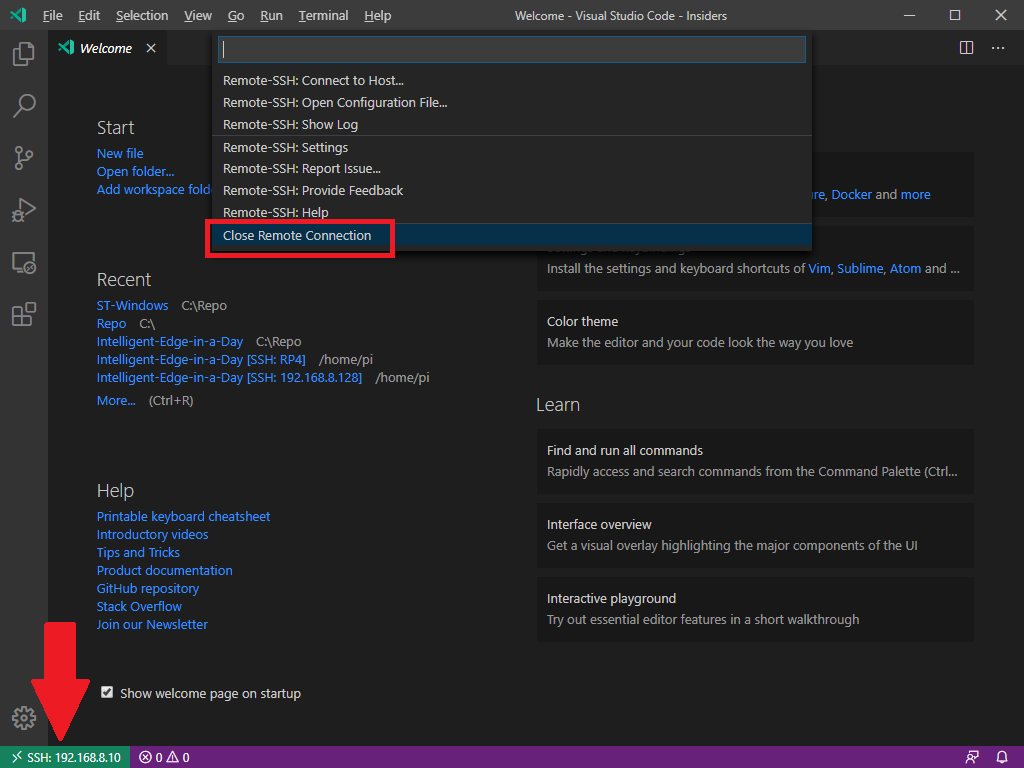 File Edit Selection View Go Run Terminal Help Welcome - Visual Studio Code - Insiders
Welcome
Remote-SSH: Connect to Host...
Remote-SSH: Open Configuration File...
Remote-SSH: Show Log
Remote-SSH: Settings
Remote-SSH: Report Issue...
Remote-SSH: Provide Feedback
Remote-SSH: Help
Close Remote Connection
Start
New file
Open folder...
Add workspace
Recent
ST-Windows C:\Repo
Repo C:\
Intelligent-Edge-in-a-Day C:\Repo
Intelligent-Edge-in-a-Day [SSH: RP4] /home/pi
Intelligent-Edge-in-a-Day [SSH: 192.168.8.128] /home/pi
More... (Ctrl+R)
Help
Printable keyboard cheatsheet
Introductory videos
Tips and Tricks
Product documentation
GitHub repository
Stack Overflow
Join our Newsletter
Show welcome page on startup
Docker and more
Install the settings and keyboard shortcuts of Vim, Sublime, Atom and ...
Color theme
Make the editor and your code look the way you love
Learn
Find and run all commands
Rapidly access and search commands from the Command Palette (Ctrl...
Interface overview
Get a visual overlay highlighting the major components of the UI
Interactive playground
Try out essential editor features in a short walkthrough
SSH: 192.168.8.10 0 0